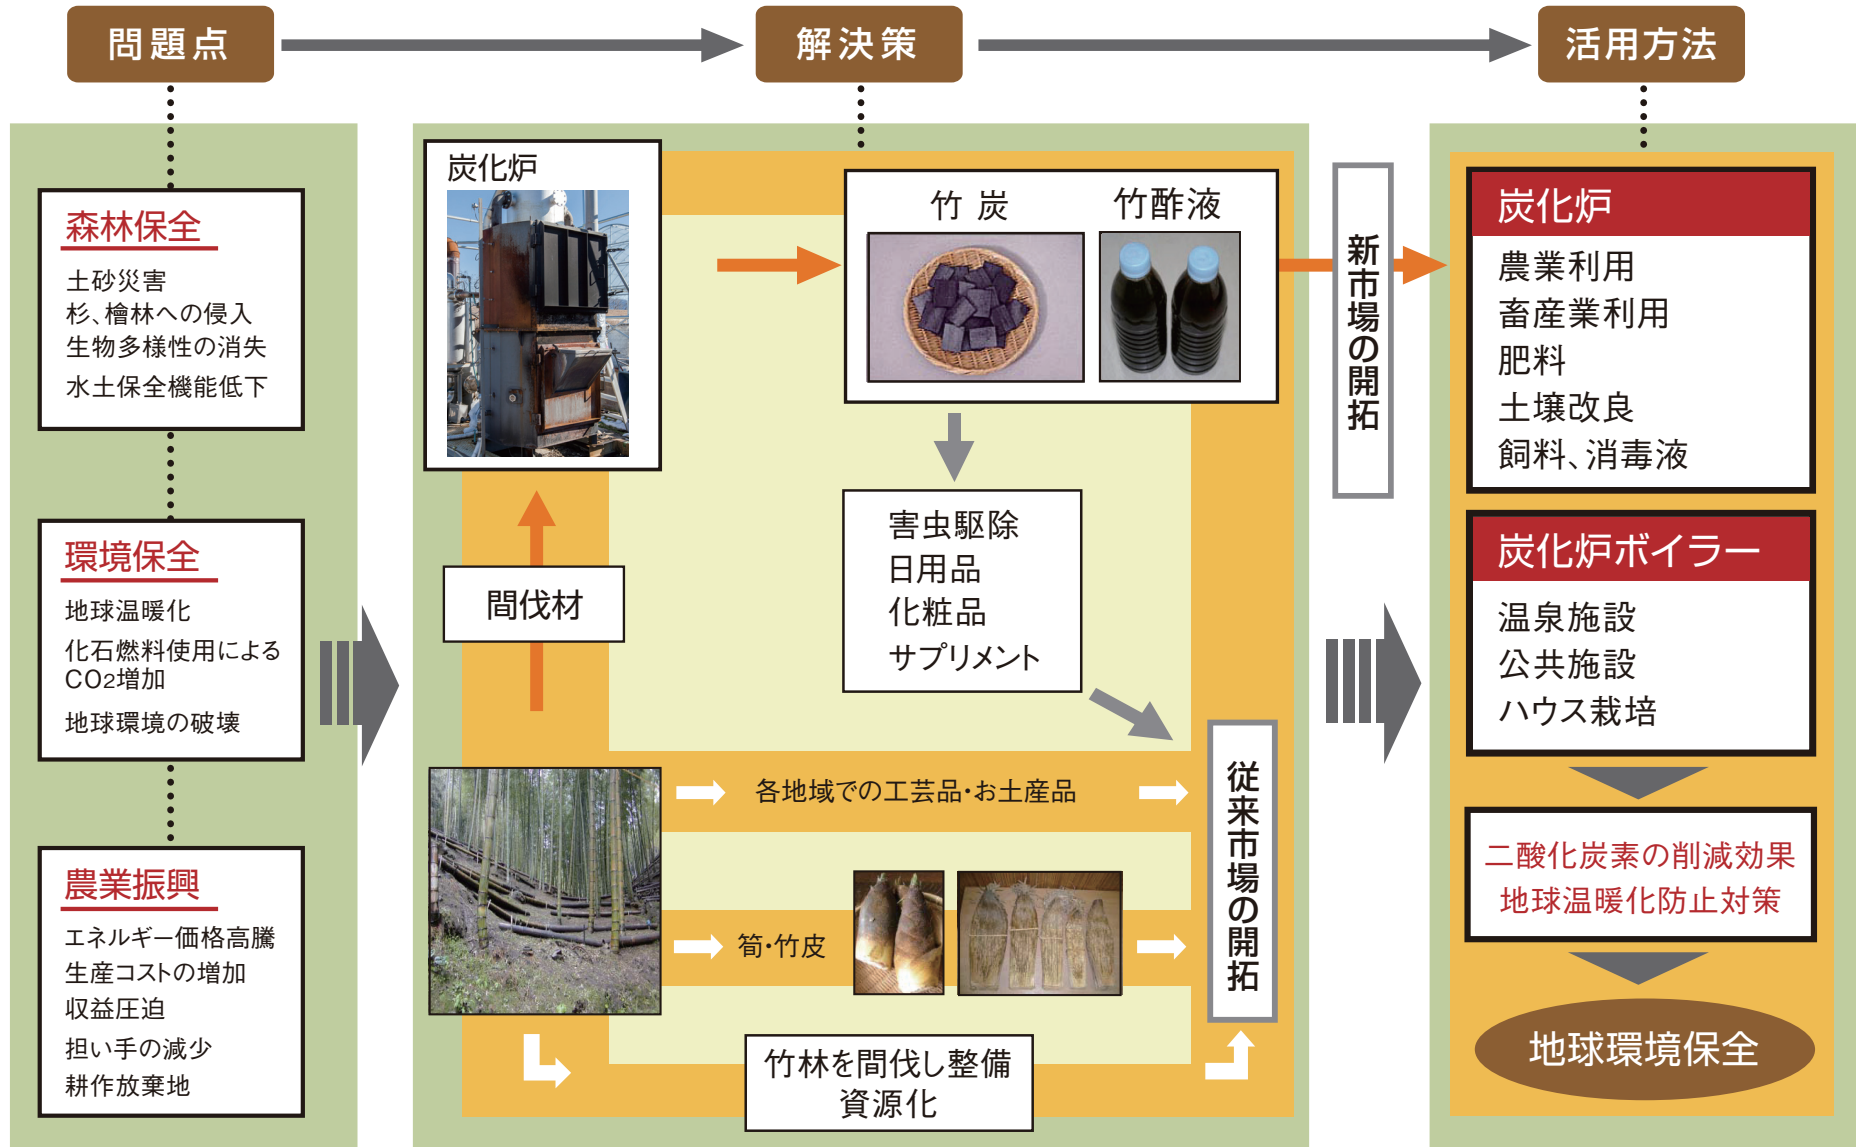 問題点
解決策
活用方法
森林保全
土砂災害
杉、檜林への侵入
生物多様性の消失
水土保全機能低下
環境保全
地球温暖化
化石燃料使用による
CO2増加
地球環境の破壊
農業振興
エネルギー価格高騰
生産コストの増加
収益圧迫
担い手の減少
耕作放棄地
炭化炉
竹炭
竹酢液
害虫駆除
日用品
化粧品
サプリメント
間伐材
各地域での工芸品・お土産品
筍・竹皮
竹林を間伐し整備
資源化
従来市場の開拓
新市場の開拓
炭化炉
農業利用
畜産業利用
肥料
土壌改良
飼料、消毒液
炭化炉ボイラー
温泉施設
公共施設
ハウス栽培
二酸化炭素の削減効果
地球温暖化防止対策
地球環境保全